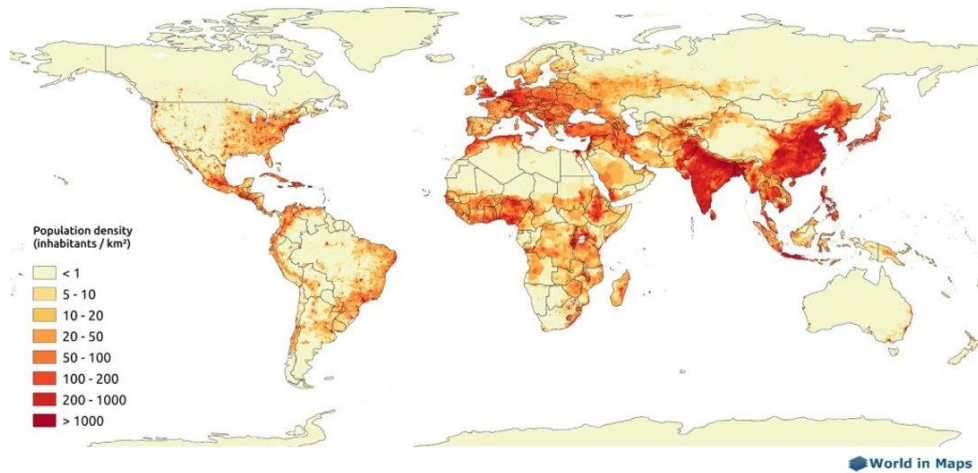 Population density
(inhabitants / km²)
< 1
5 - 10
10 - 20
20 - 50
50 - 100
100 - 200
200 - 1000
> 1000
World in Maps